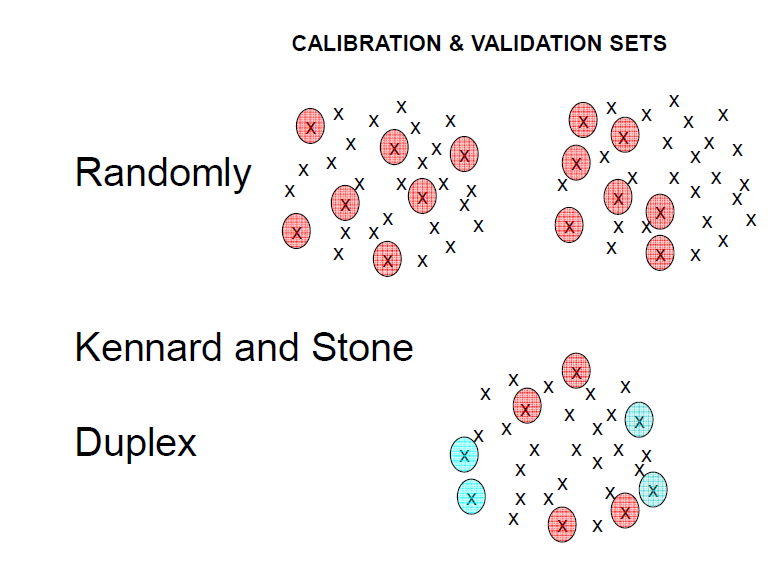 CALIBRATION & VALIDATION SETS
Randomly
Kennard and Stone
Duplex